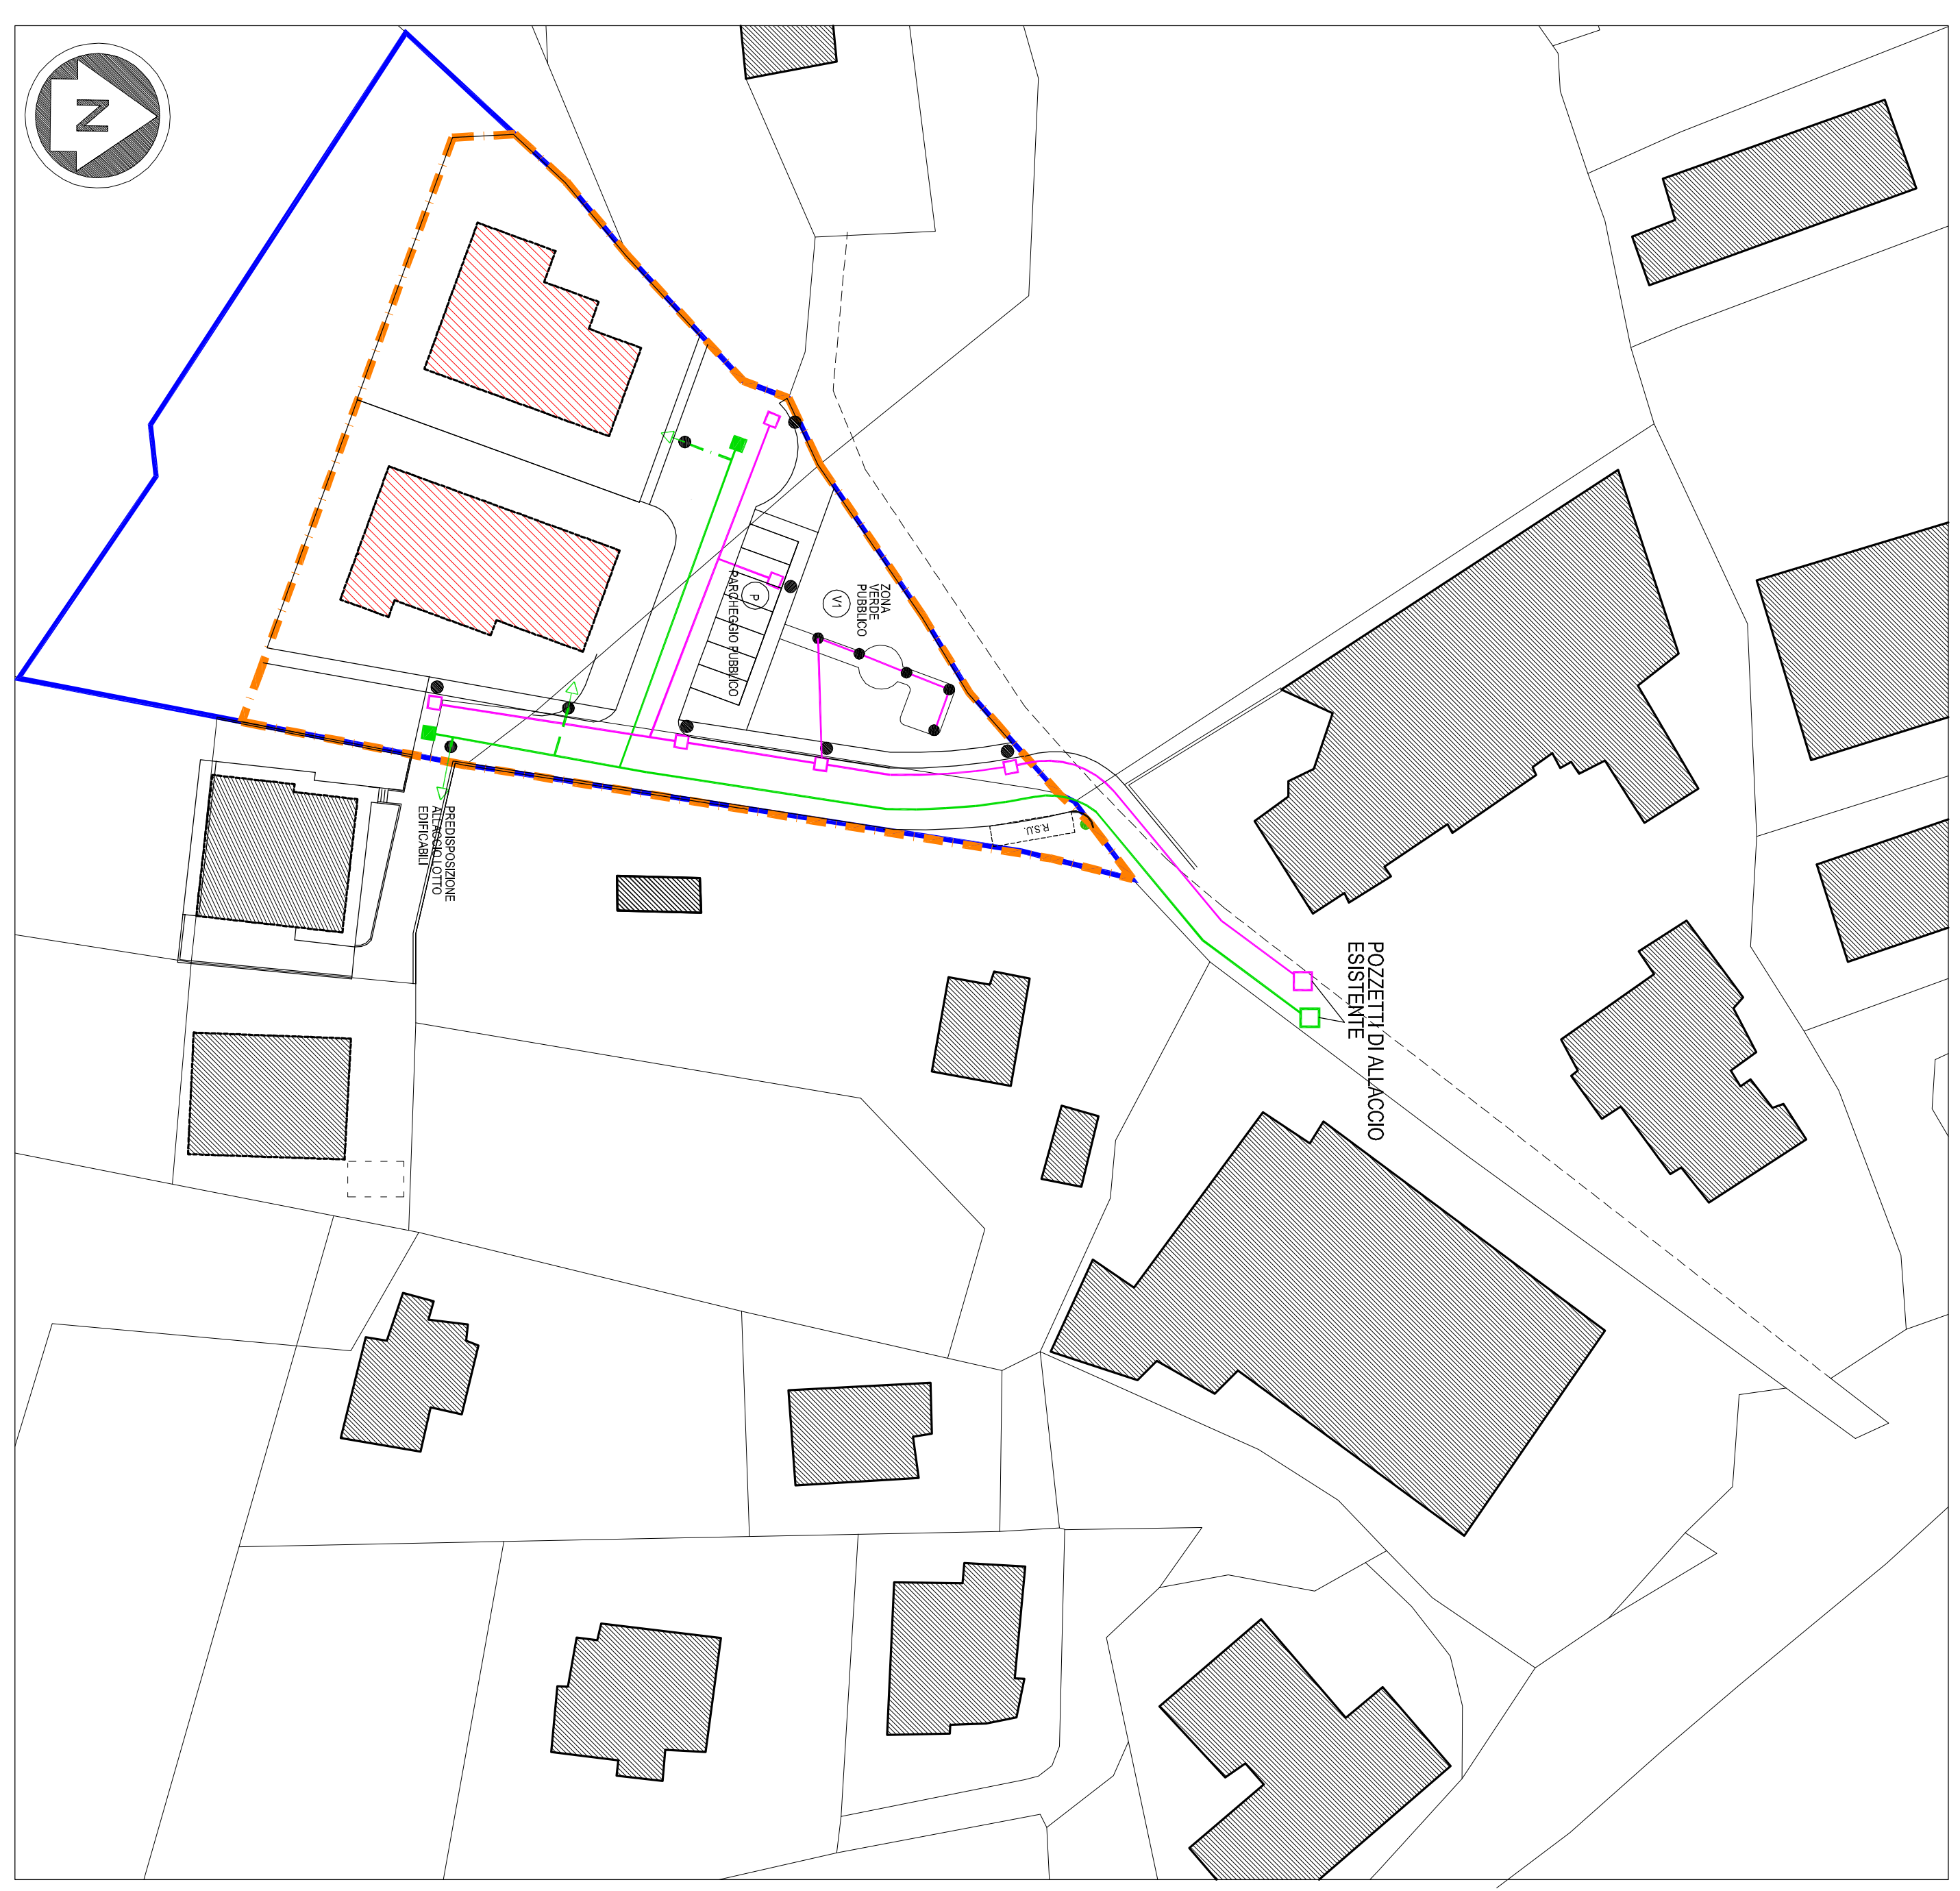 N
ZONA
VERDE
PUBBLICO
V1
P
PARCHEGGIO PUBBLICO
R.S.U.
PREDISPOSIZIONE
ALLACCIO LOTTO
EDIFICABILI
POZZETTI DI ALLACCIO
ESISTENTE